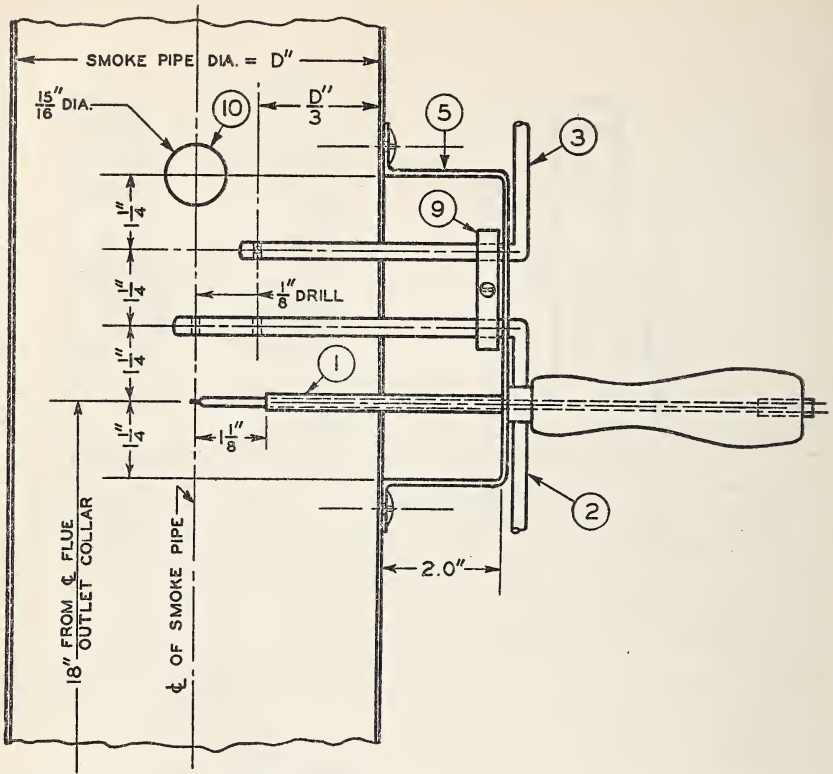 SMOKE PIPE DIA. = D"
15/16" DIA.
10
D"/3
5
3
9
1 1/4"
1 1/4"
1/8" DRILL
1 1/4"
1
1 1/4"
1 1/8"
2
2.0"
18" FROM ℄ FLUE
OUTLET COLLAR
℄ OF SMOKE PIPE